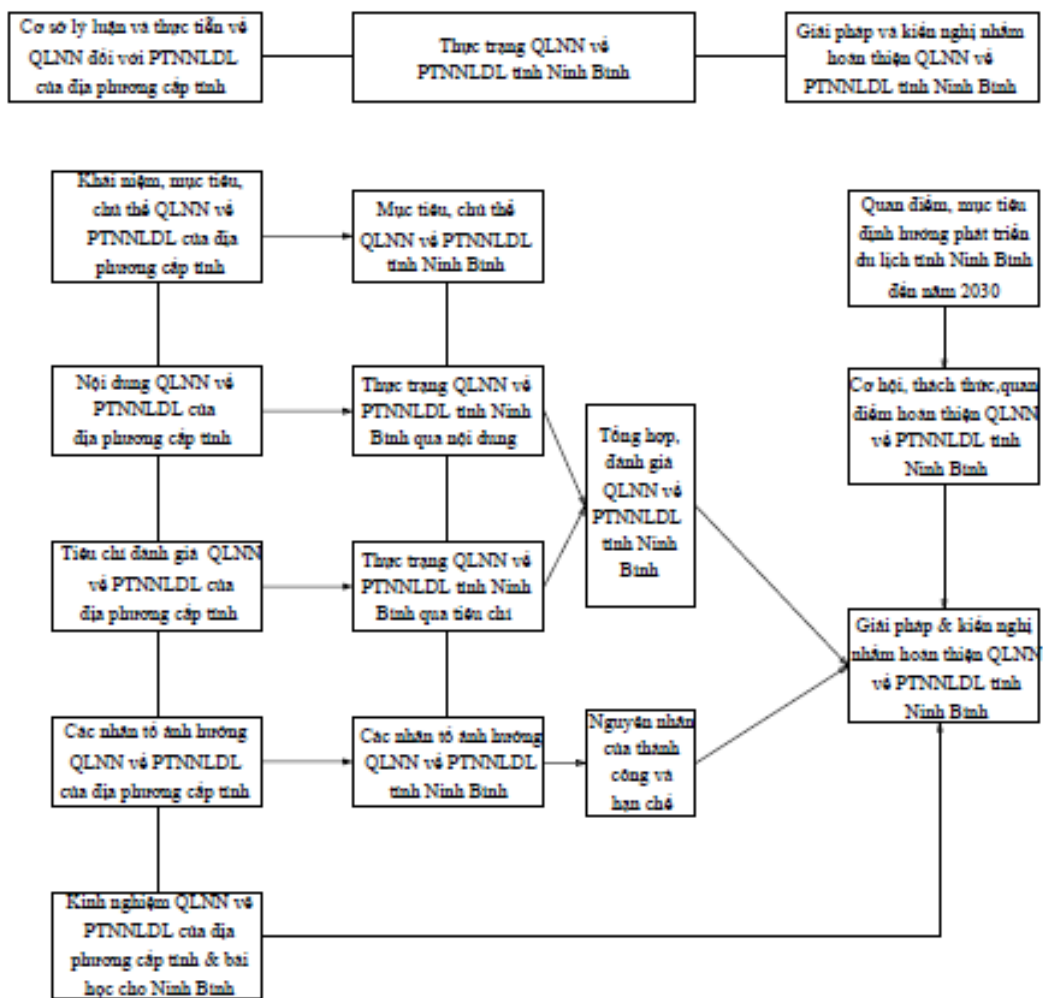 Cơ sở lý luận và thực tiễn về
QLNN đối với PTNNLDL
của địa phương cấp tỉnh
Thực trạng QLNN về
PTNNLDL tỉnh Ninh Bình
Giải pháp và kiến nghị nhằm
hoàn thiện QLNN về
PTNNLDL tỉnh Ninh Bình
Khái niệm, mục tiêu,
chủ thể QLNN về
PTNNLDL của địa
phương cấp tỉnh
Mục tiêu, chủ thể
QLNN về PTNNLDL
tỉnh Ninh Bình
Quan điểm, mục tiêu
định hướng phát triển
du lịch tỉnh Ninh Bình
đến năm 2030
Nội dung QLNN về
PTNNLDL của
địa phương cấp tỉnh
Thực trạng QLNN về
PTNNLDL tỉnh Ninh
Bình qua nội dung
Tổng hợp,
đánh giá
QLNN về
PTNNLDL
tỉnh Ninh
Bình
Cơ hội, thách thức,quan
điểm hoàn thiện QLNN
về PTNNLDL tỉnh
Ninh Bình
Tiêu chí đánh giá QLNN
về PTNNLDL của
địa phương cấp tỉnh
Thực trạng QLNN về
PTNNLDL tỉnh Ninh
Bình qua tiêu chí
Giải pháp & kiến nghị
nhằm hoàn thiện QLNN
về PTNNLDL tỉnh
Ninh Bình
Các nhân tố ảnh hưởng
QLNN về PTNNLDL
của địa phương cấp tỉnh
Các nhân tố ảnh hưởng
QLNN về PTNNLDL
tỉnh Ninh Bình
Nguyên nhân
của thành
công và
hạn chế
Kinh nghiệm QLNN về
PTNNLDL của địa
phương cấp tỉnh & bài
học cho Ninh Bình